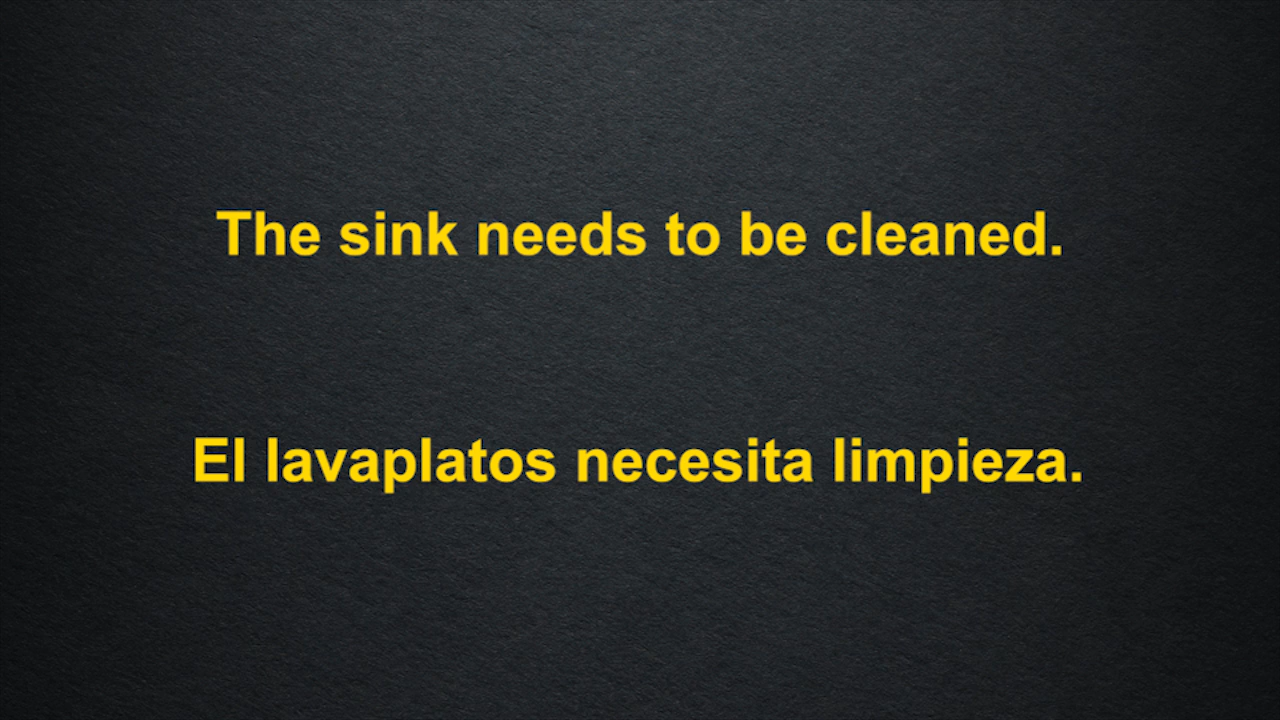 The sink needs to be cleaned.
El lavaplatos necesita limpieza.